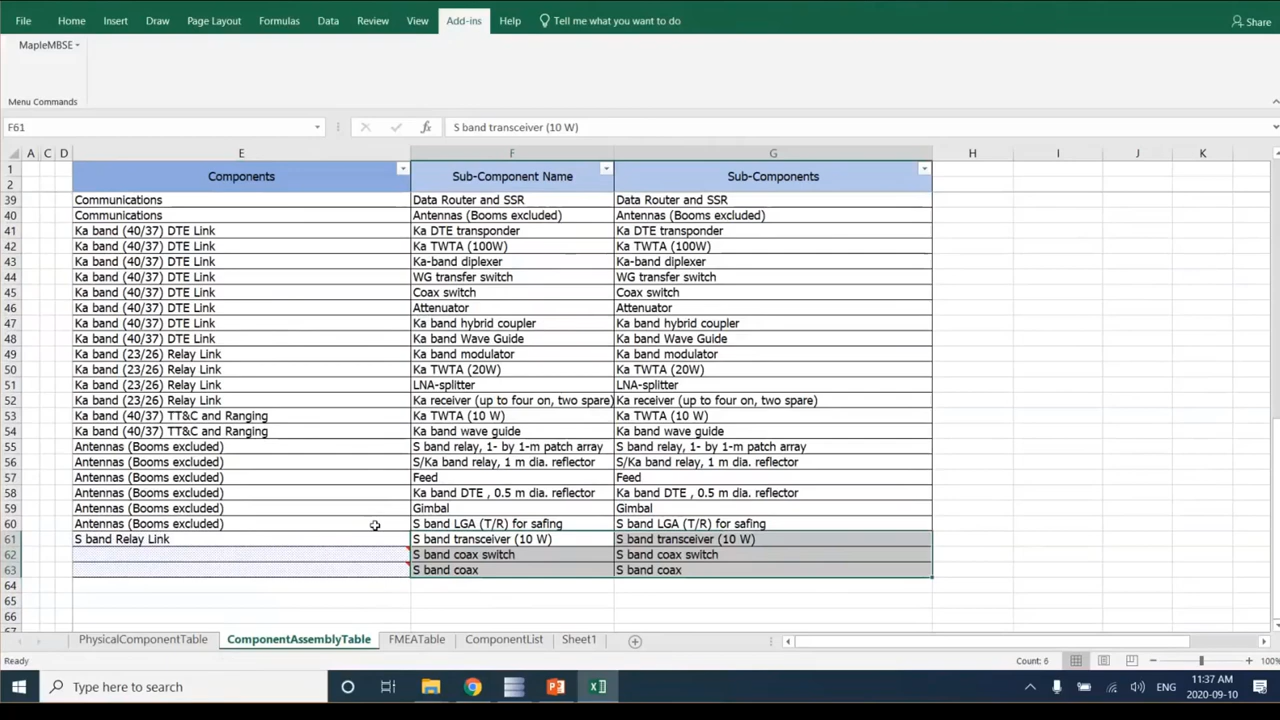 File Home Insert Draw Page Layout Formulas Data Review View Add-ins Help Tell me what you want to do Share
MapleMBSE
Menu Commands
F61 fx S band transceiver (10 W)
A C D E F G H I J K
1
2 Components Sub-Component Name Sub-Components
39 Communications Data Router and SSR Data Router and SSR
40 Communications Antennas (Booms excluded) Antennas (Booms excluded)
41 Ka band (40/37) DTE Link Ka DTE transponder Ka DTE transponder
42 Ka band (40/37) DTE Link Ka TWTA (100W) Ka TWTA (100W)
43 Ka band (40/37) DTE Link Ka-band diplexer Ka-band diplexer
44 Ka band (40/37) DTE Link WG transfer switch WG transfer switch
45 Ka band (40/37) DTE Link Coax switch Coax switch
46 Ka band (40/37) DTE Link Attenuator Attenuator
47 Ka band (40/37) DTE Link Ka band hybrid coupler Ka band hybrid coupler
48 Ka band (40/37) DTE Link Ka band Wave Guide Ka band Wave Guide
49 Ka band (23/26) Relay Link Ka band modulator Ka band modulator
50 Ka band (23/26) Relay Link Ka TWTA (20W) Ka TWTA (20W)
51 Ka band (23/26) Relay Link LNA-splitter LNA-splitter
52 Ka band (23/26) Relay Link Ka receiver (up to four on, two spare) Ka receiver (up to four on, two spare)
53 Ka band (40/37) TT&C and Ranging Ka TWTA (10 W) Ka TWTA (10 W)
54 Ka band (40/37) TT&C and Ranging Ka band wave guide Ka band wave guide
55 Antennas (Booms excluded) S band relay, 1- by 1-m patch array S band relay, 1- by 1-m patch array
56 Antennas (Booms excluded) S/Ka band relay, 1 m dia. reflector S/Ka band relay, 1 m dia. reflector
57 Antennas (Booms excluded) Feed Feed
58 Antennas (Booms excluded) Ka band DTE , 0.5 m dia. reflector Ka band DTE , 0.5 m dia. reflector
59 Antennas (Booms excluded) Gimbal Gimbal
60 Antennas (Booms excluded) S band LGA (T/R) for safing S band LGA (T/R) for safing
61 S band Relay Link S band transceiver (10 W) S band transceiver (10 W)
62 S band coax switch S band coax switch
63 S band coax S band coax
64
65
66
67
PhysicalComponentTable ComponentAssemblyTable FMEATable ComponentList Sheet1
Ready Count: 6 100%
Type here to search ENG 11:37 AM
2020-09-10